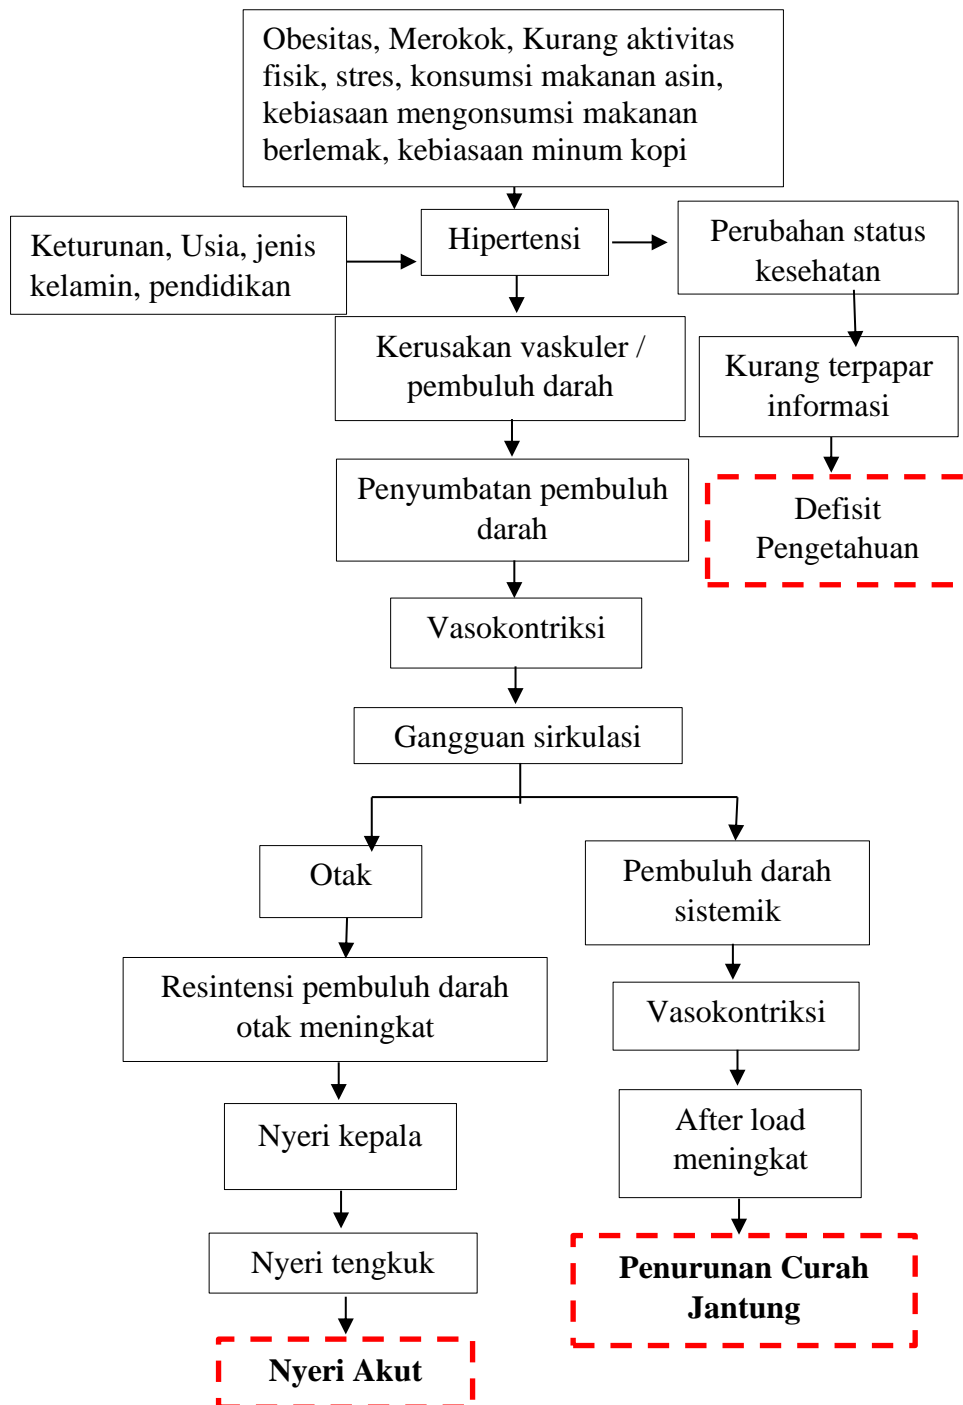 Obesitas, Merokok, Kurang aktivitas
fisik, stres, konsumsi makanan asin,
kebiasaan mengonsumsi makanan
berlemak, kebiasaan minum kopi
Keturunan, Usia, jenis
kelamin, pendidikan
Hipertensi
Perubahan status
kesehatan
Kerusakan vaskuler /
pembuluh darah
Kurang terpapar
informasi
Penyumbatan pembuluh
darah
Defisit
Pengetahuan
Vasokontriksi
Gangguan sirkulasi
Otak
Pembuluh darah
sistemik
Resintensi pembuluh darah
otak meningkat
Vasokontriksi
Nyeri kepala
After load
meningkat
Nyeri tengkuk
Penurunan Curah
Jantung
Nyeri Akut